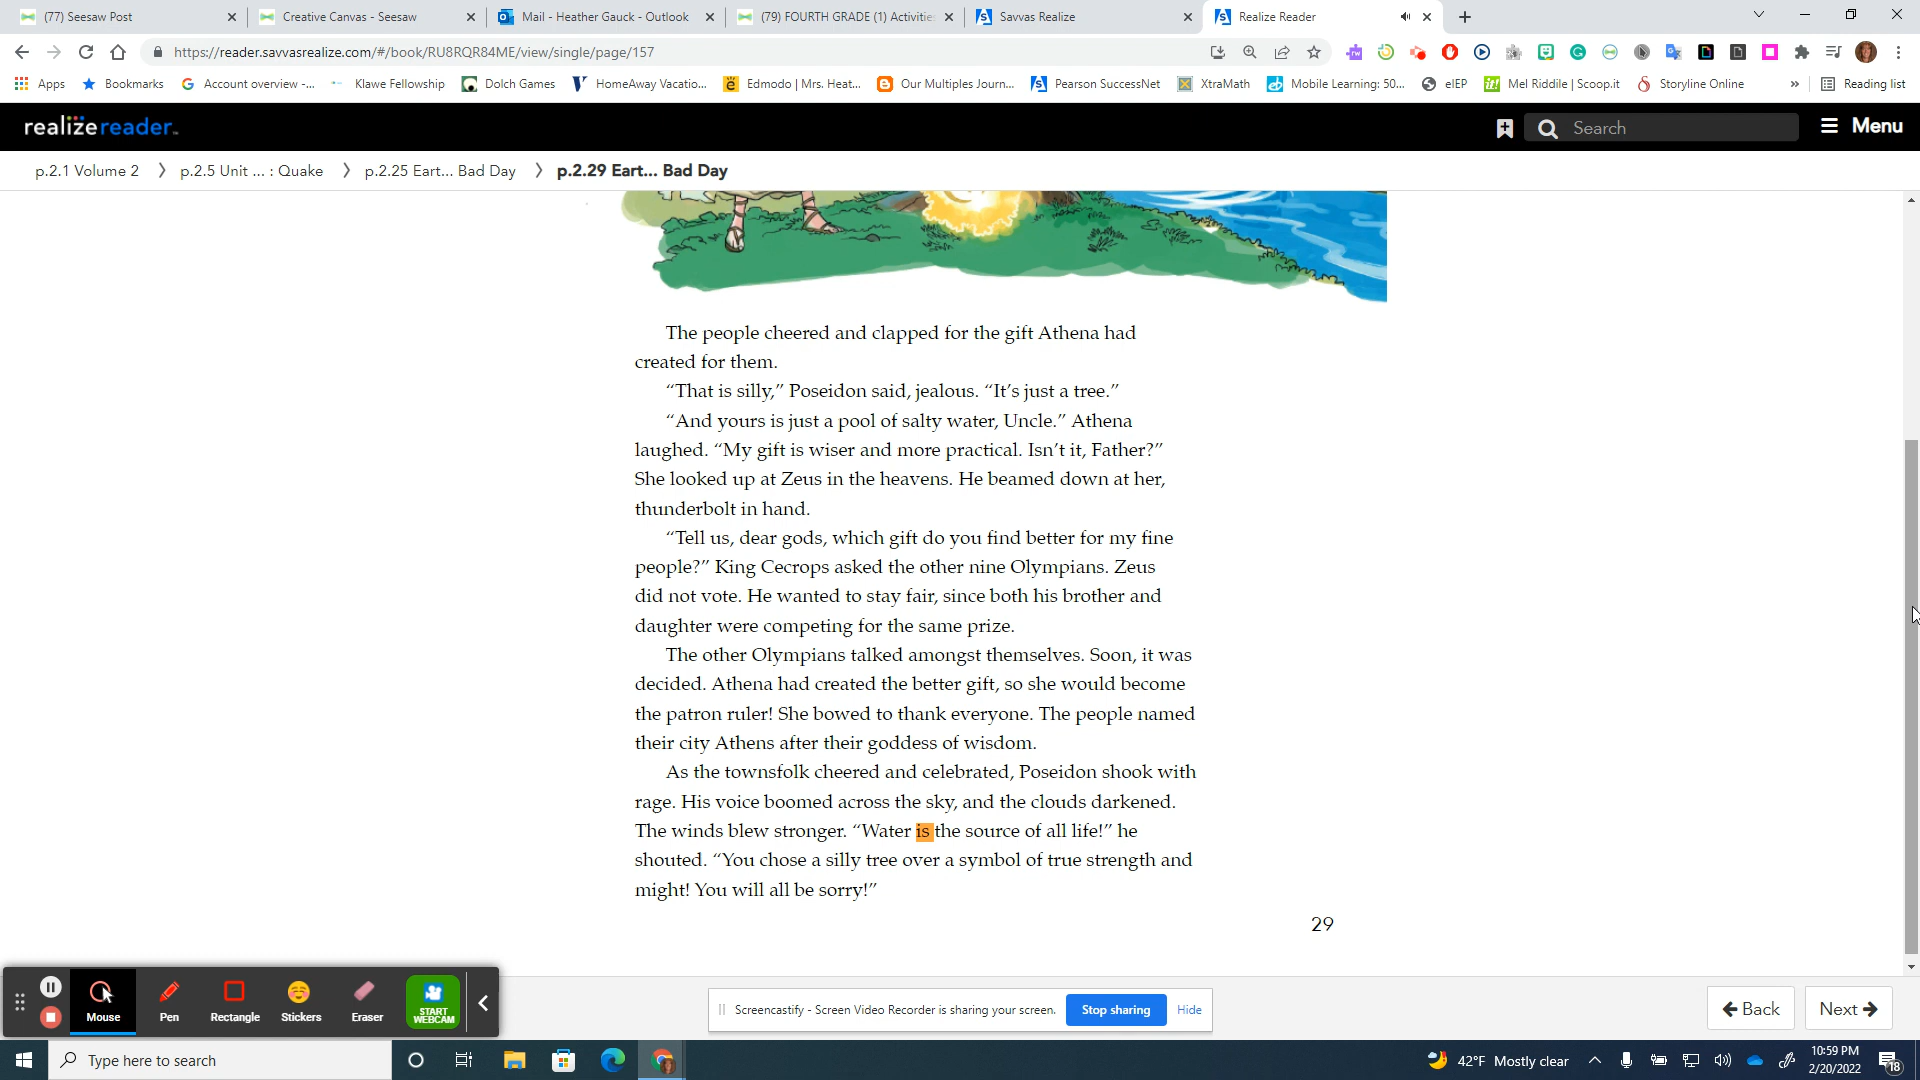 (77) Seesaw Post
Creative Canvas - Seesaw
Mail - Heather Gauck - Outlook
(79) FOURTH GRADE (1) Activitie
Savvas Realize
Realize Reader
https://reader.savvasrealize.com/#/book/RU8RQR84ME/view/single/page/157
Apps
Bookmarks
Account overview -...
Klawe Fellowship
Dolch Games
HomeAway Vacatio...
Edmodo | Mrs. Heat...
Our Multiples Journ...
Pearson SuccessNet
XtraMath
Mobile Learning: 50...
eIEP
Mel Riddile | Scoop.it
Storyline Online
»
Reading list
realizereader
Search
Menu
p.2.1 Volume 2
p.2.5 Unit ... : Quake
p.2.25 Eart... Bad Day
p.2.29 Eart... Bad Day
The people cheered and clapped for the gift Athena had
created for them.
“That is silly,” Poseidon said, jealous. “It’s just a tree.”
“And yours is just a pool of salty water, Uncle.” Athena
laughed. “My gift is wiser and more practical. Isn’t it, Father?”
She looked up at Zeus in the heavens. He beamed down at her,
thunderbolt in hand.
“Tell us, dear gods, which gift do you find better for my fine
people?” King Cecrops asked the other nine Olympians. Zeus
did not vote. He wanted to stay fair, since both his brother and
daughter were competing for the same prize.
The other Olympians talked amongst themselves. Soon, it was
decided. Athena had created the better gift, so she would become
the patron ruler! She bowed to thank everyone. The people named
their city Athens after their goddess of wisdom.
As the townsfolk cheered and celebrated, Poseidon shook with
rage. His voice boomed across the sky, and the clouds darkened.
The winds blew stronger. “Water is the source of all life!” he
shouted. “You chose a silly tree over a symbol of true strength and
might! You will all be sorry!”
29
Mouse
Pen
Rectangle
Stickers
Eraser
START
WEBCAM
Screencastify - Screen Video Recorder is sharing your screen.
Stop sharing
Hide
Back
Next
Type here to search
42°F Mostly clear
10:59 PM
2/20/2022
18